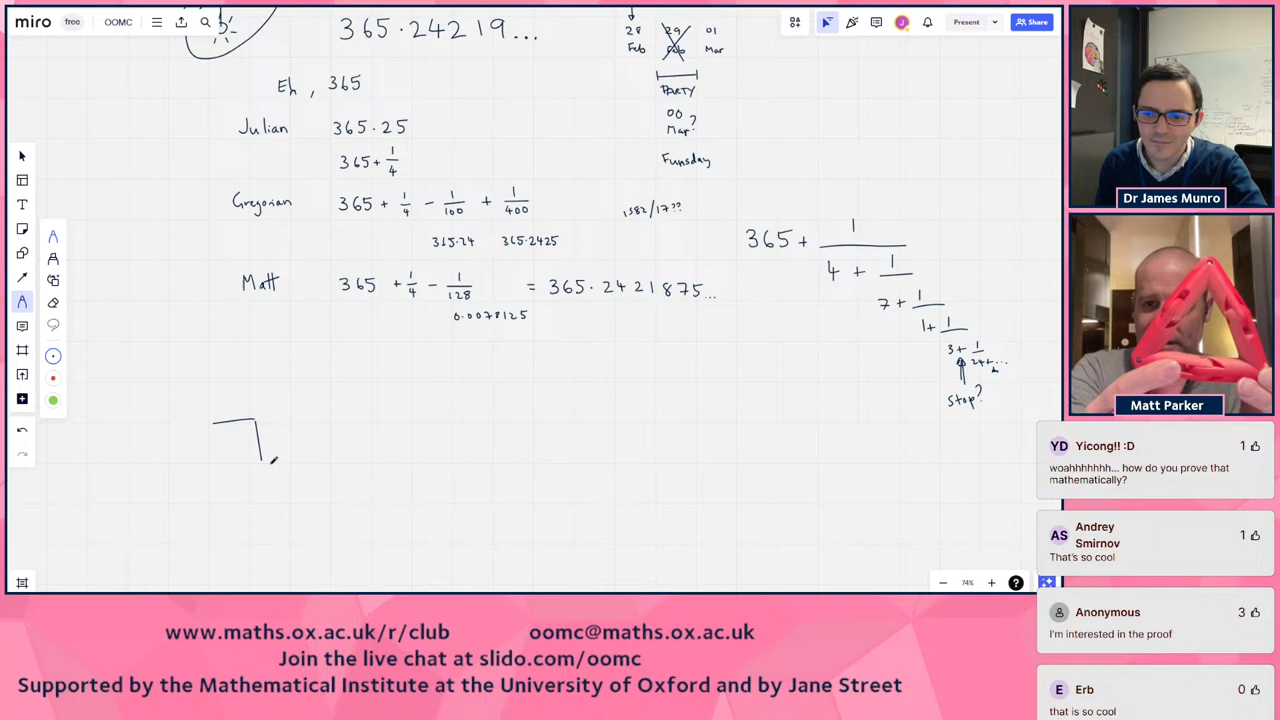 miro free OOMC Present Share
365.24219...
28 Feb 29 Feb 01 Mar
Eh, 365
PARTY
00 Mar?
Funsday
Julian 365.25
365 + 1/4
Gregorian 365 + 1/4 - 1/100 + 1/400
365.24 365.2425
1582/17??
Matt 365 + 1/4 - 1/128 = 365.2421875...
0.0078125
365 + 1
4 + 1
7 + 1
1 + 1
3 + 1
24+...
stop?
74%
Dr James Munro
Matt Parker
YD Yicong!! :D 1
woahhhhhhh... how do you prove that
mathematically?
AS Andrey
Smirnov 1
That's so cool
Anonymous 3
I'm interested in the proof
E Erb 0
that is so cool
www.maths.ox.ac.uk/r/club oomc@maths.ox.ac.uk
Join the live chat at slido.com/oomc
Supported by the Mathematical Institute at the University of Oxford and by Jane Street